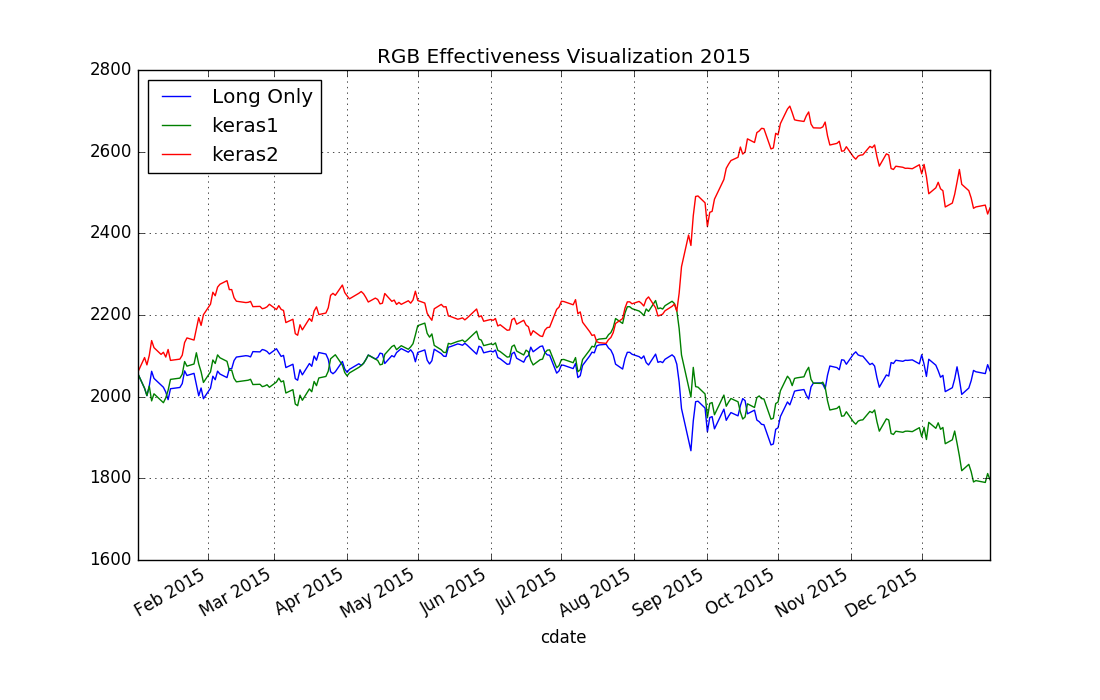 RGB Effectiveness Visualization 2015
Long Only
keras1
keras2
2800
2600
2400
2200
2000
1800
1600
Feb 2015
Mar 2015
Apr 2015
May 2015
Jun 2015
Jul 2015
Aug 2015
Sep 2015
Oct 2015
Nov 2015
Dec 2015
cdate